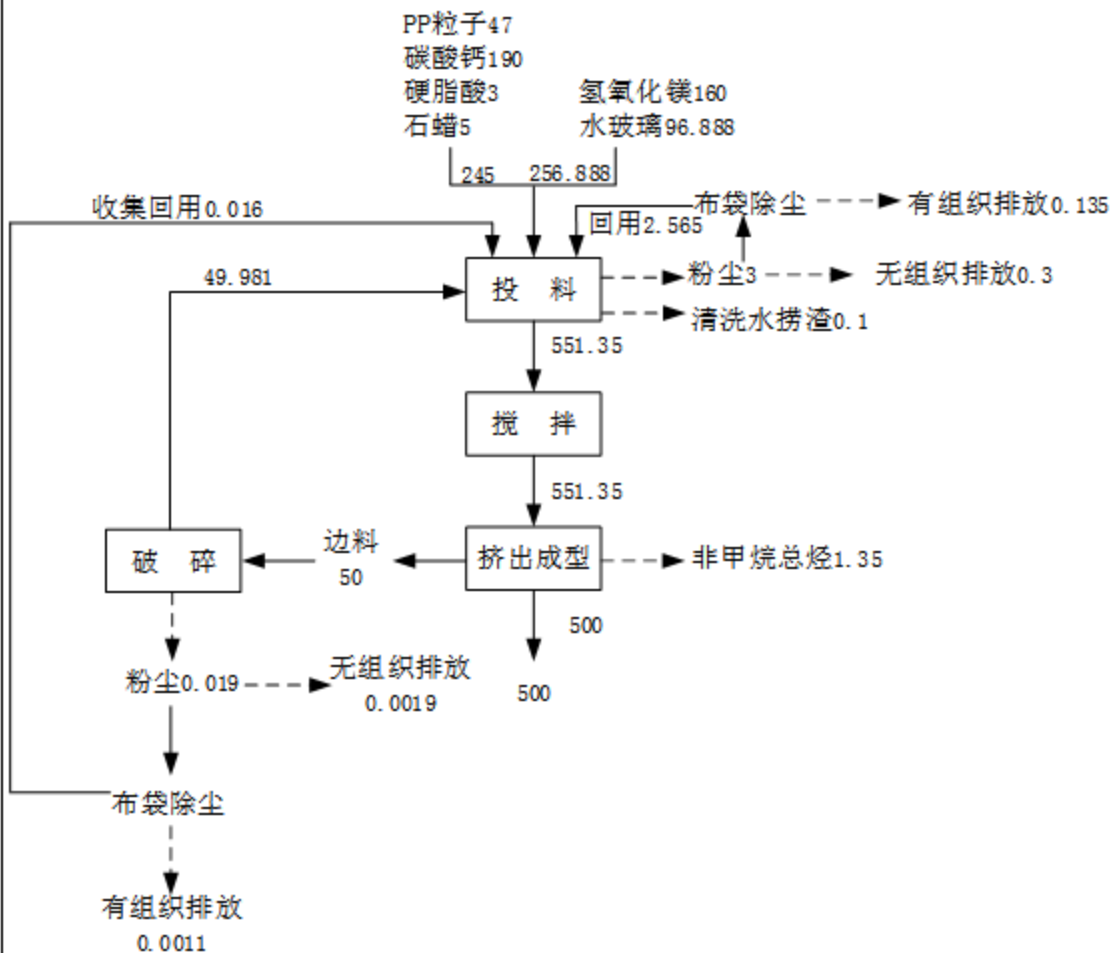 PP粒子47
碳酸钙190
硬脂酸3
石蜡5
氢氧化镁160
水玻璃96.888
245
256.888
收集回用0.016
布袋除尘
有组织排放0.135
回用2.565
49.981
投 料
粉尘3
无组织排放0.3
清洗水捞渣0.1
551.35
搅 拌
551.35
破 碎
边料
50
挤出成型
非甲烷总烃1.35
500
500
粉尘0.019
无组织排放
0.0019
布袋除尘
有组织排放
0.0011